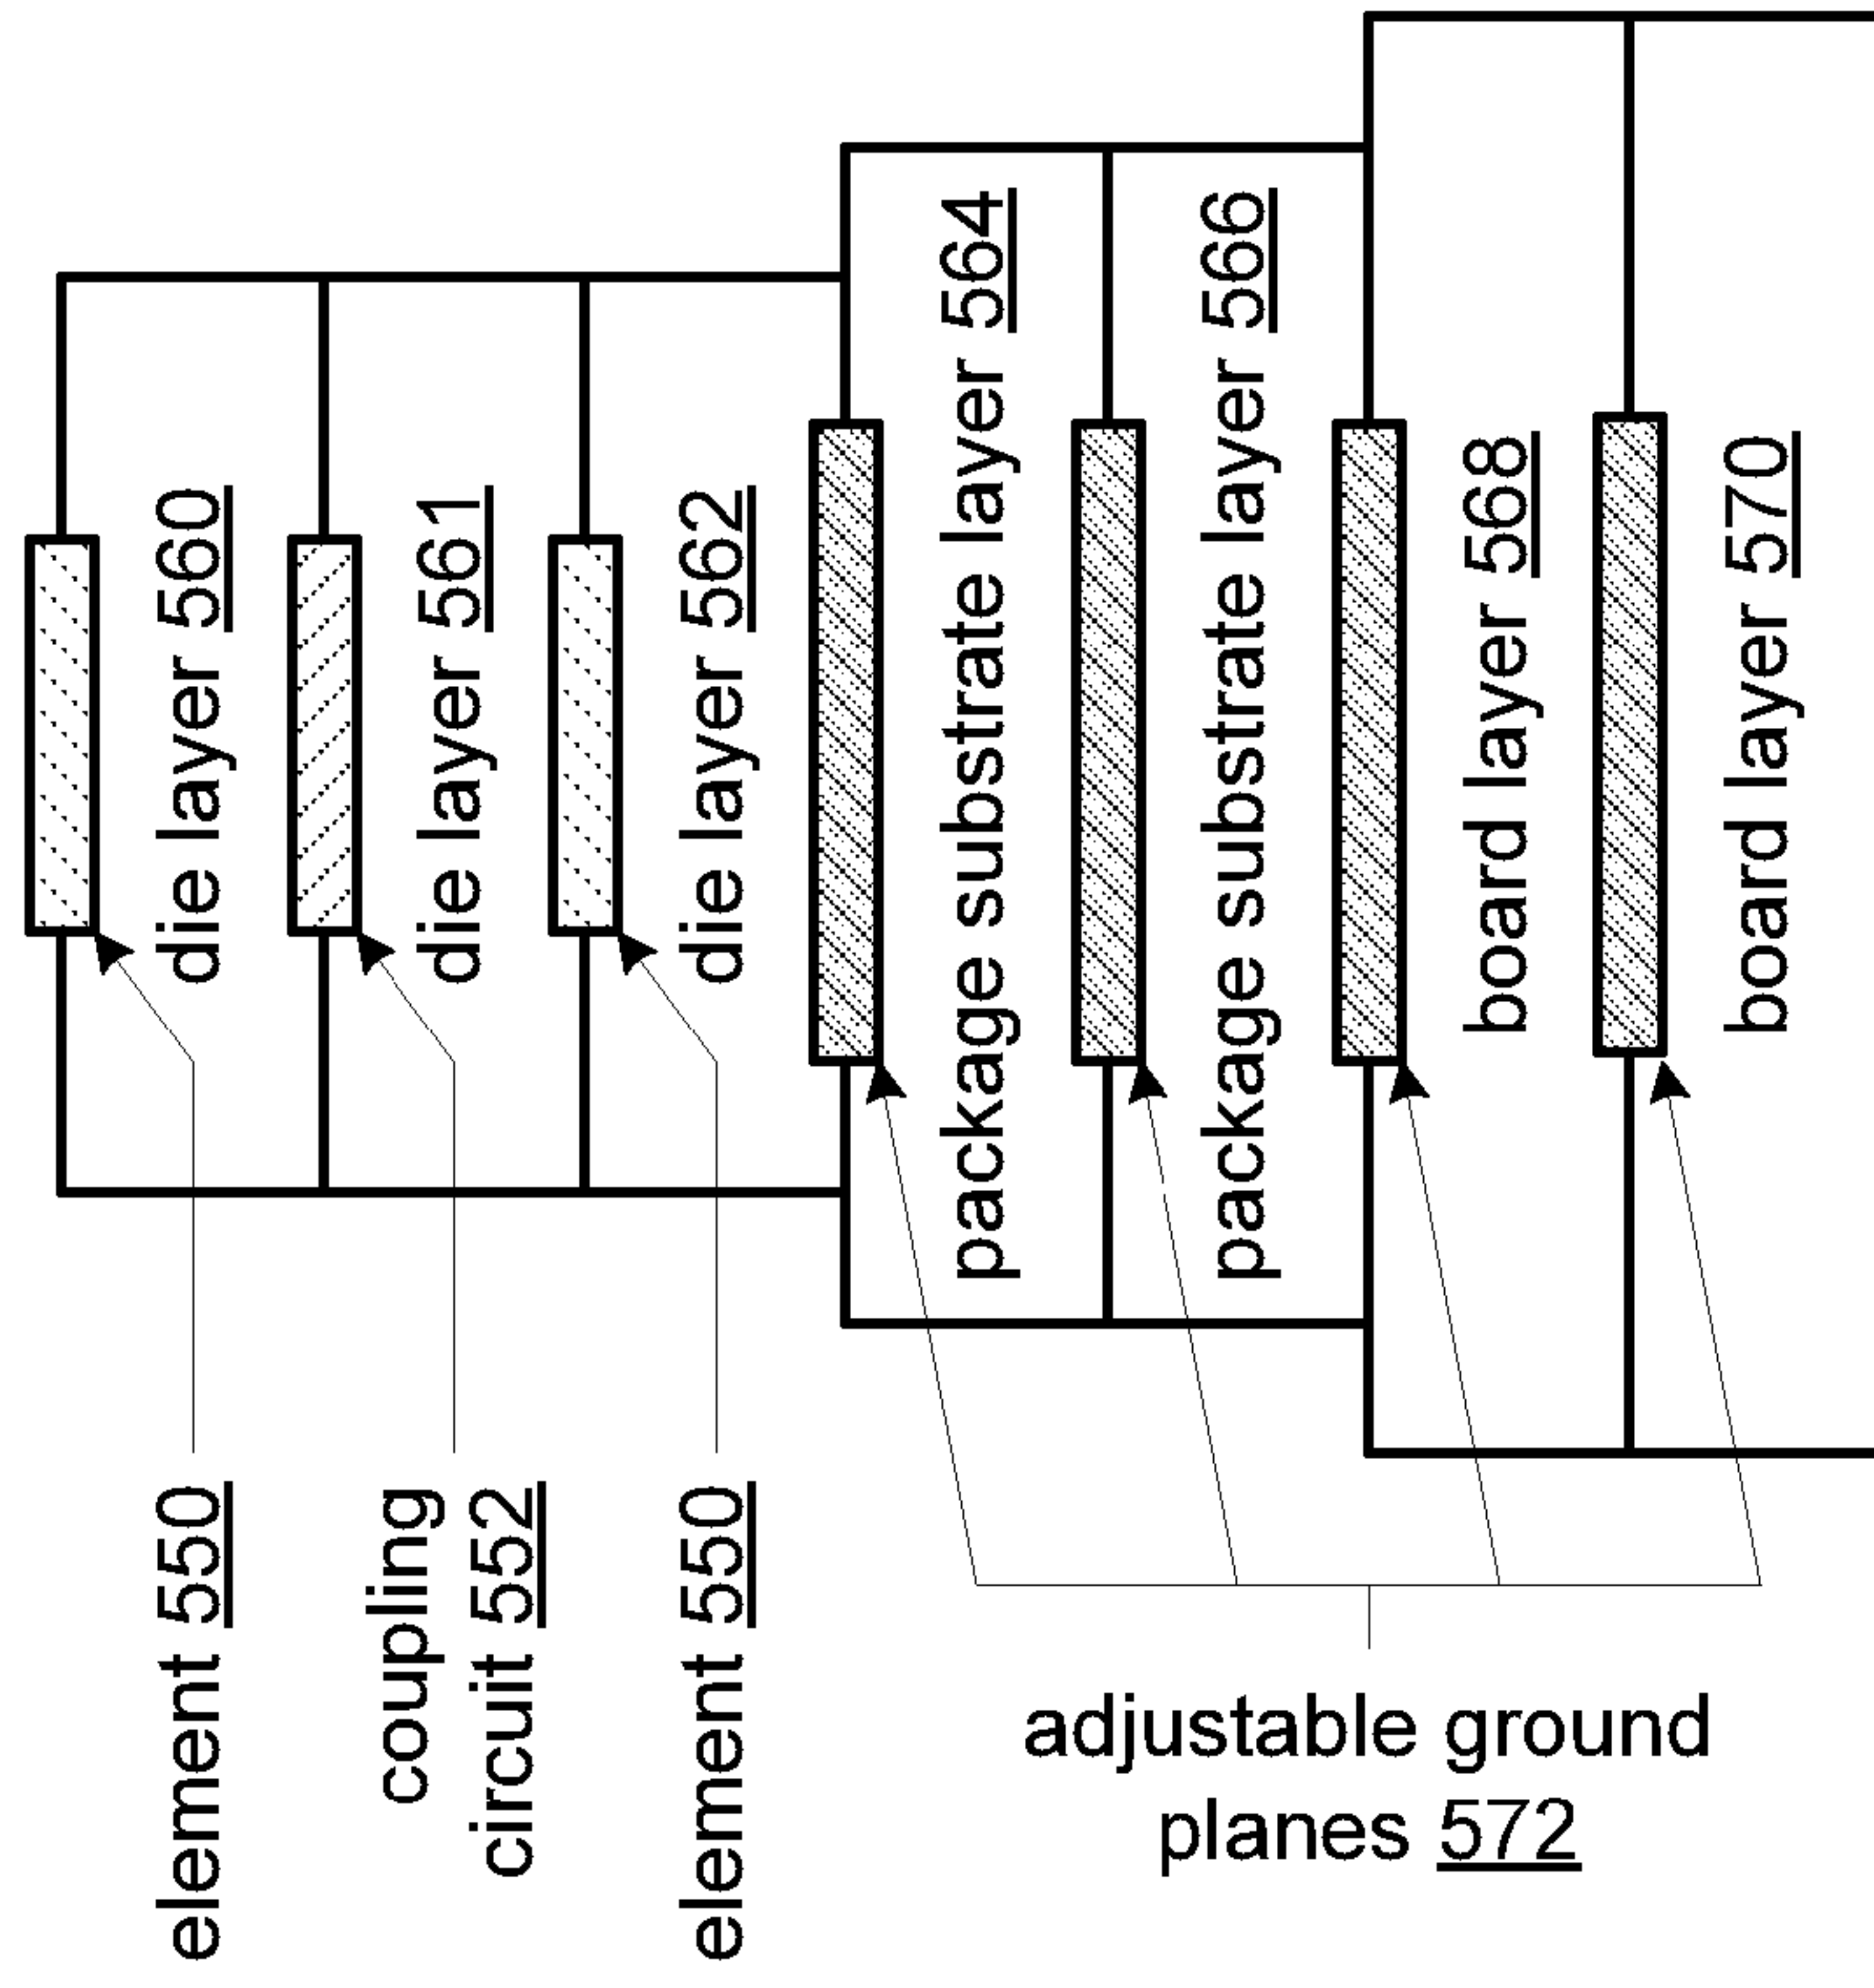 die layer 560
die layer 561
die layer 562
package substrate layer 564
package substrate layer 566
board layer 568
board layer 570
element 550
coupling
circuit 552
element 550
adjustable ground
planes 572